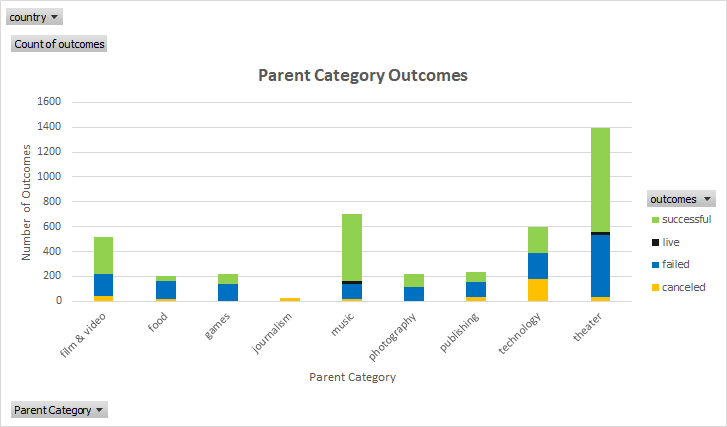 country
Count of outcomes
Parent Category Outcomes
1600
1400
1200
1000
800
600
400
200
0
Number of Outcomes
film & video
food
games
journalism
music
photography
publishing
technology
theater
Parent Category
outcomes
successful
live
failed
canceled
Parent Category